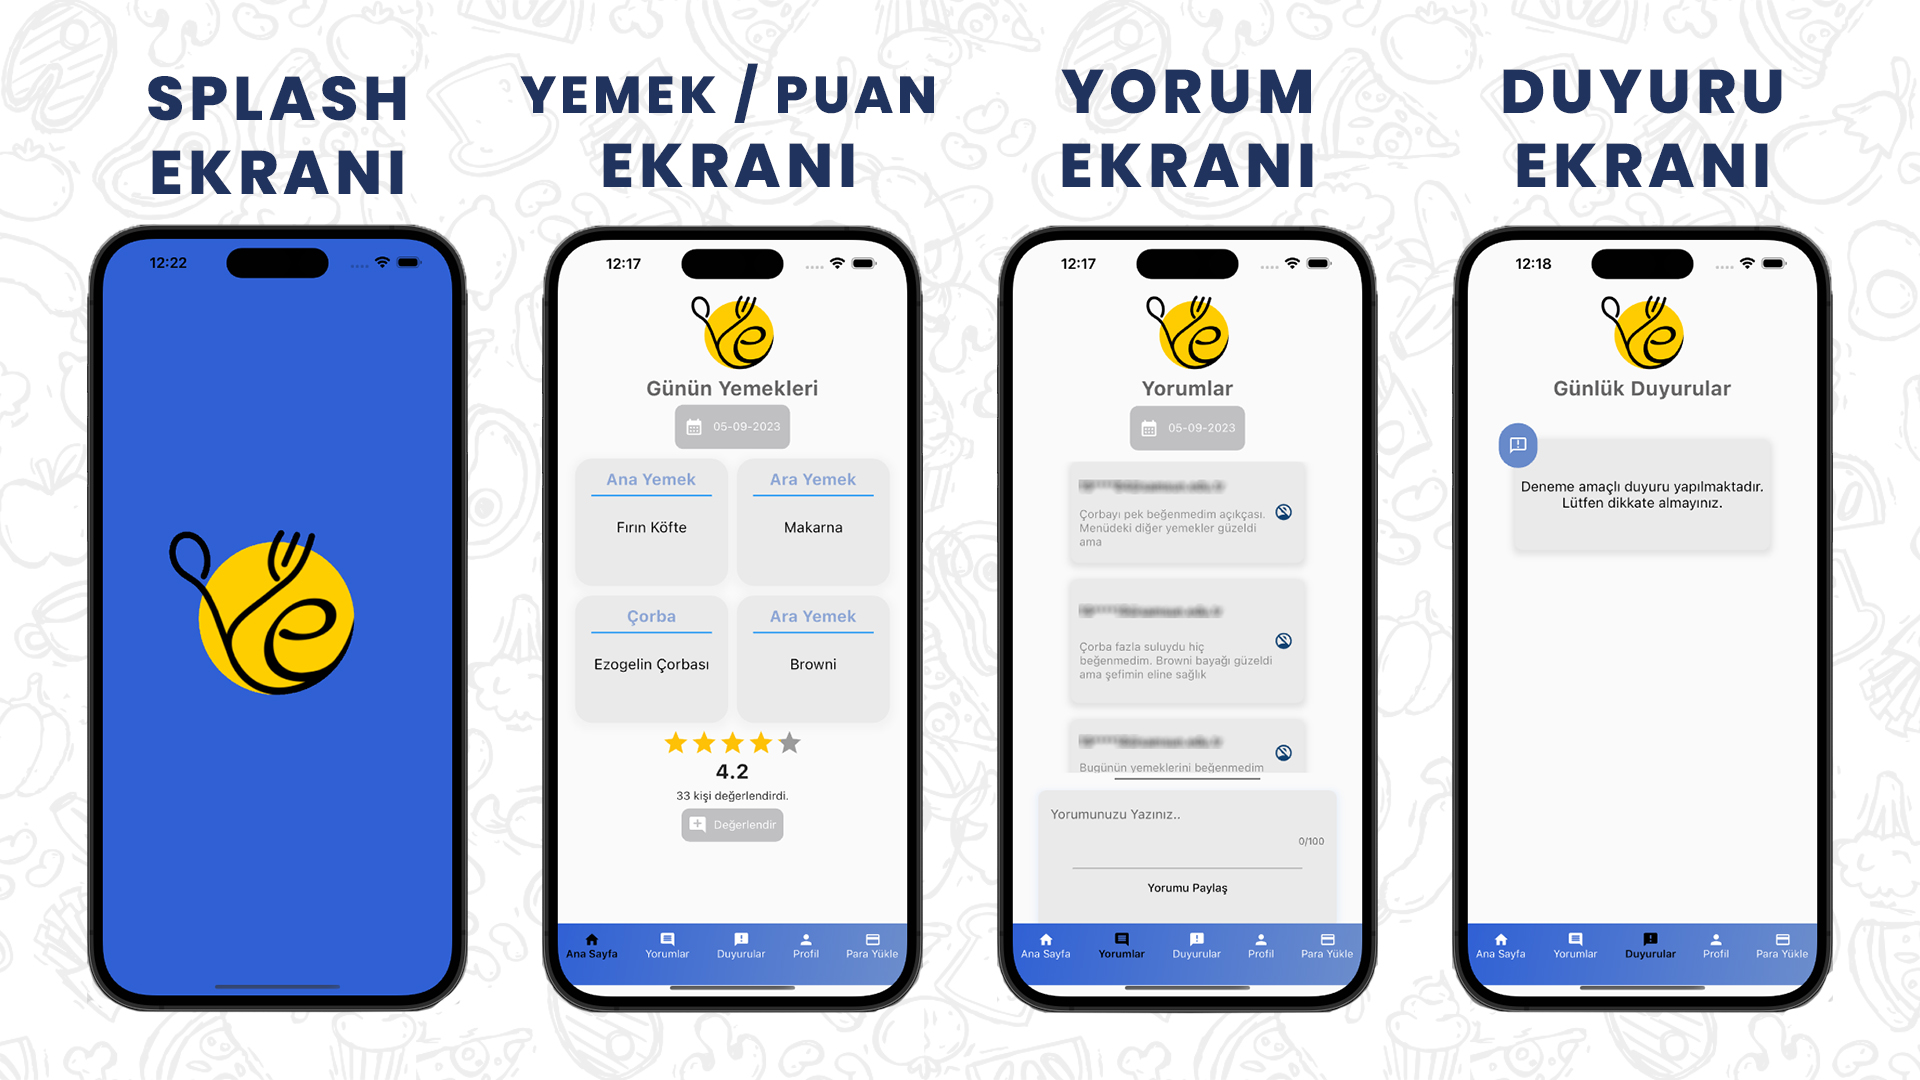 SPLASH
EKRANI
12:22
YEMEK / PUAN
EKRANI
12:17
Günün Yemekleri
05-09-2023
Ana Yemek
Fırın Köfte
Ara Yemek
Makarna
Çorba
Ezogelin Çorbası
Ara Yemek
Browni
4.2
33 kişi değerlendirdi.
Değerlendir
Ana Sayfa
Yorumlar
Duyurular
Profil
Para Yükle
YORUM
EKRANI
12:17
Yorumlar
05-09-2023
Çorbayı pek beğenmedim açıkçası.
Menüdeki diğer yemekler güzeldi
ama
Çorba fazla suluydu hiç
beğenmedim. Browni bayağı güzeldi
ama şefimin eline sağlık
Bugünün yemeklerini beğenmedim
Yorumunuzu Yazınız..
0/100
Yorumu Paylaş
Ana Sayfa
Yorumlar
Duyurular
Profil
Para Yükle
DUYURU
EKRANI
12:18
Günlük Duyurular
Deneme amaçlı duyuru yapılmaktadır.
Lütfen dikkate almayınız.
Ana Sayfa
Yorumlar
Duyurular
Profil
Para Yükle